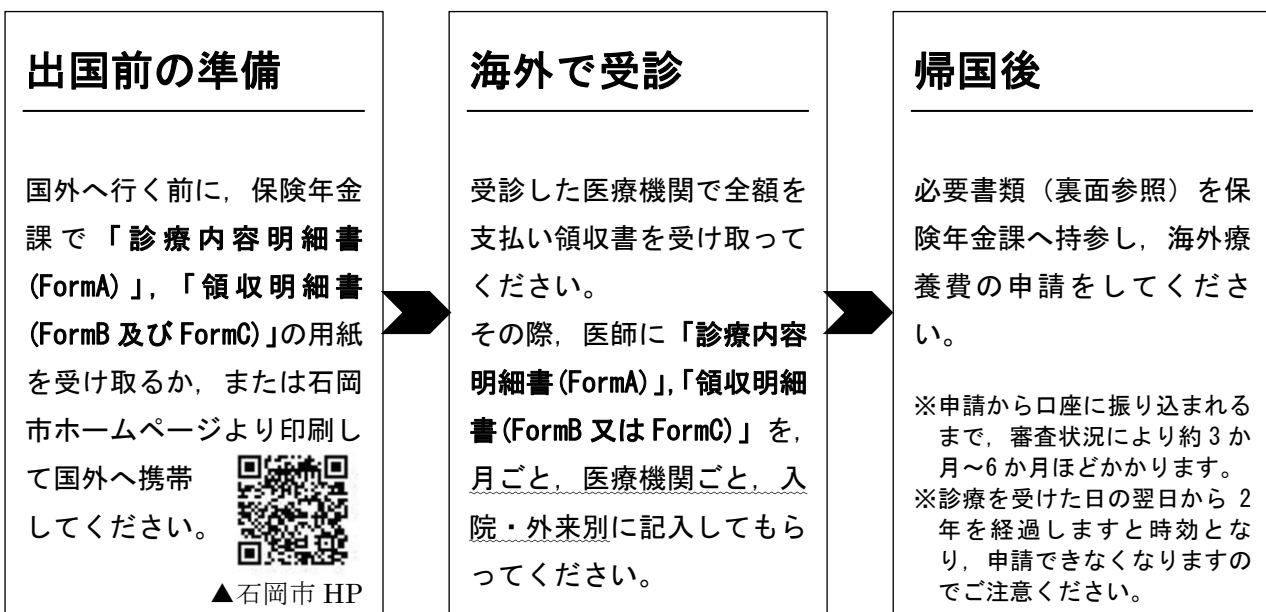 出国前の準備
国外へ行く前に，保険年金
課で「診療内容明細書
(FormA)」，「領収明細書
(FormB 及び FormC)」の用紙
を受け取るか，または石岡
市ホームページより印刷し
て国外へ携帯
してください。
▲石岡市 HP
海外で受診
受診した医療機関で全額を
支払い領収書を受け取って
ください。
その際，医師に「診療内容
明細書(FormA)」,「領収明細
書(FormB 又は FormC)」を，
月ごと，医療機関ごと，入
院・外来別に記入してもら
ってください。
帰国後
必要書類（裏面参照）を保
険年金課へ持参し，海外療
養費の申請をしてくださ
い。
※申請から口座に振り込まれる
まで，審査状況により約 3 か
月～6 か月ほどかかります。
※診療を受けた日の翌日から 2
年を経過しますと時効とな
り，申請できなくなりますの
でご注意ください。